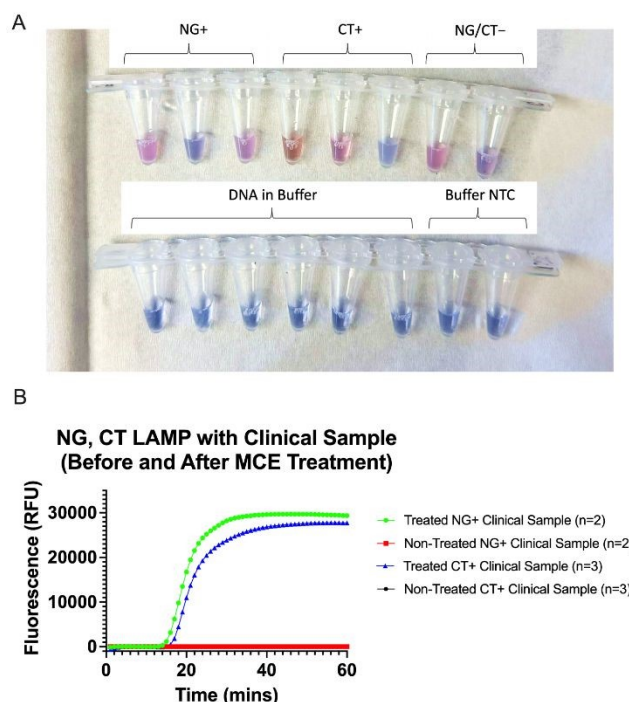 A
NG+ CT+ NG/CT−
DNA in Buffer Buffer NTC
B
NG, CT LAMP with Clinical Sample
(Before and After MCE Treatment)
Fluorescence (RFU)
30000
20000
10000
0
0 20 40 60
Time (mins)
Treated NG+ Clinical Sample (n=2)
Non-Treated NG+ Clinical Sample (n=2
Treated CT+ Clinical Sample (n=3)
Non-Treated CT+ Clinical Sample (n=3)